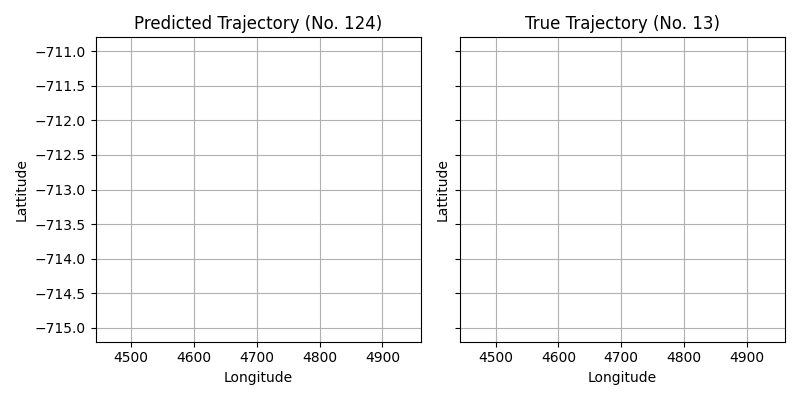 Predicted Trajectory (No. 124)
True Trajectory (No. 13)
−711.0
−711.5
−712.0
−712.5
−713.0
−713.5
−714.0
−714.5
−715.0
Lattitude
Lattitude
4500 4600 4700 4800 4900
4500 4600 4700 4800 4900
Longitude
Longitude